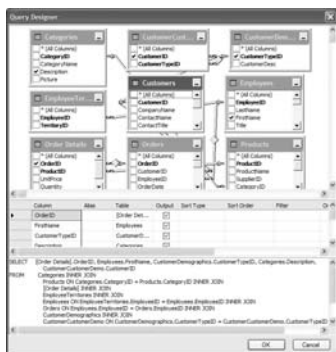 Query Designer
Categories
* (All Columns)
CategoryID
CategoryName
Description
Picture
CustomerCust...
* (All Columns)
CustomerID
CustomerTypeID
CustomerDem...
* (All Columns)
CustomerTypeID
CustomerDesc
EmployeeTer...
* (All Columns)
EmployeeID
TerritoryID
Customers
* (All Columns)
CustomerID
CompanyName
ContactName
ContactTitle
Employees
* (All Columns)
EmployeeID
LastName
FirstName
Title
Order Details
* (All Columns)
OrderID
ProductID
UnitPrice
Quantity
Orders
* (All Columns)
OrderID
CustomerID
EmployeeID
OrderDate
Products
* (All Columns)
ProductID
ProductName
SupplierID
CategoryID
Column Alias Table Output Sort Type Sort Order Filter Or
OrderID [Order Det...
FirstName Employees
CustomerTypeID CustomerD...
Description Categories
SELECT [Order Details].OrderID, Employees.FirstName, CustomerDemographics.CustomerTypeID, Categories.Description,
CustomerCustomerDemo.CustomerID
FROM Categories INNER JOIN
Products ON Categories.CategoryID = Products.CategoryID INNER JOIN
[Order Details] INNER JOIN
EmployeeTerritories INNER JOIN
Employees ON EmployeeTerritories.EmployeeID = Employees.EmployeeID INNER JOIN
Orders ON Employees.EmployeeID = Orders.EmployeeID INNER JOIN
CustomerDemographics INNER JOIN
CustomerCustomerDemo ON CustomerDemographics.CustomerTypeID = CustomerCustomerDemo.CustomerT
OK Cancel